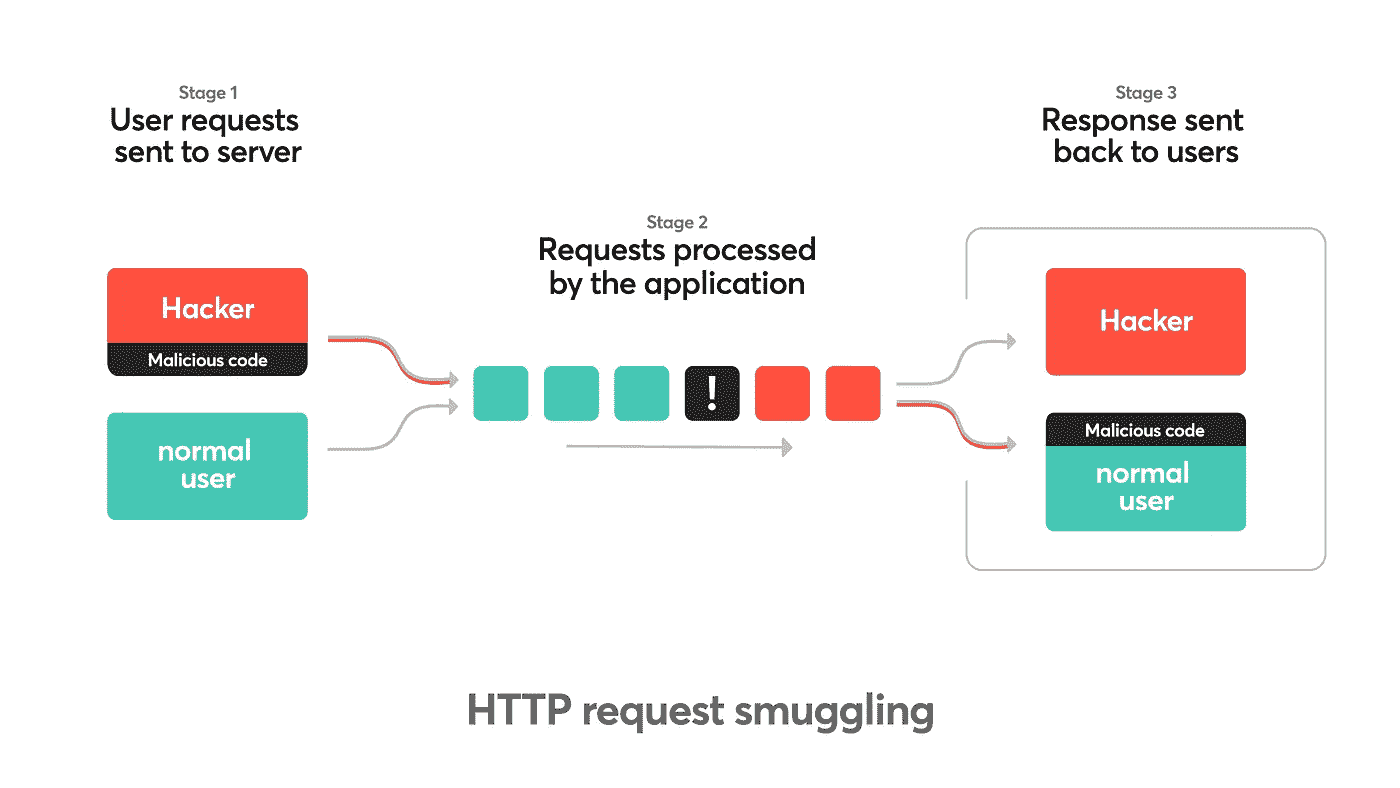 Stage 1
User requests
sent to server
Stage 2
Requests processed
by the application
Stage 3
Response sent
back to users
Hacker
Malicious code
normal
user
!
Hacker
Malicious code
normal
user
HTTP request smuggling